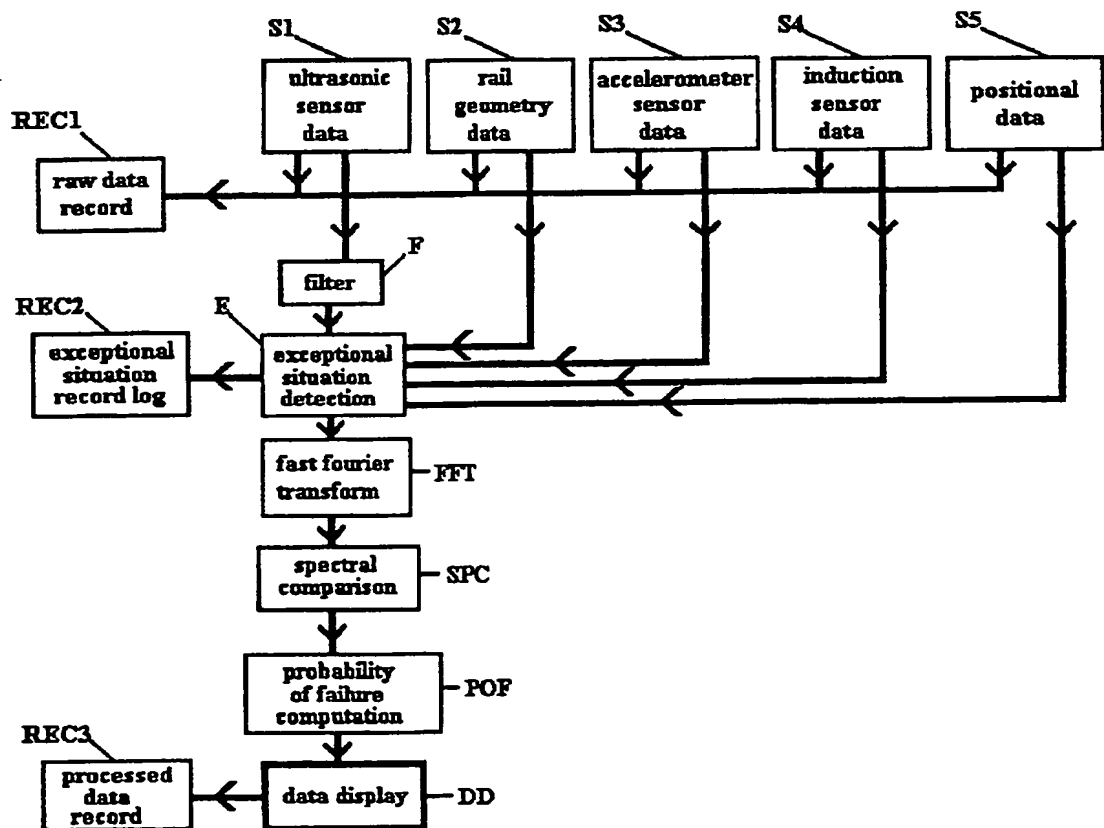 S1
S2
S3
S4
S5
ultrasonic
sensor
data
rail
geometry
data
accelerometer
sensor
data
induction
sensor
data
positional
data
REC1
raw data
record
F
filter
REC2
exceptional
situation
record log
E
exceptional
situation
detection
fast fourier
transform
FFT
spectral
comparison
SPC
probability
of failure
computation
POF
REC3
processed
data
record
data display
DD